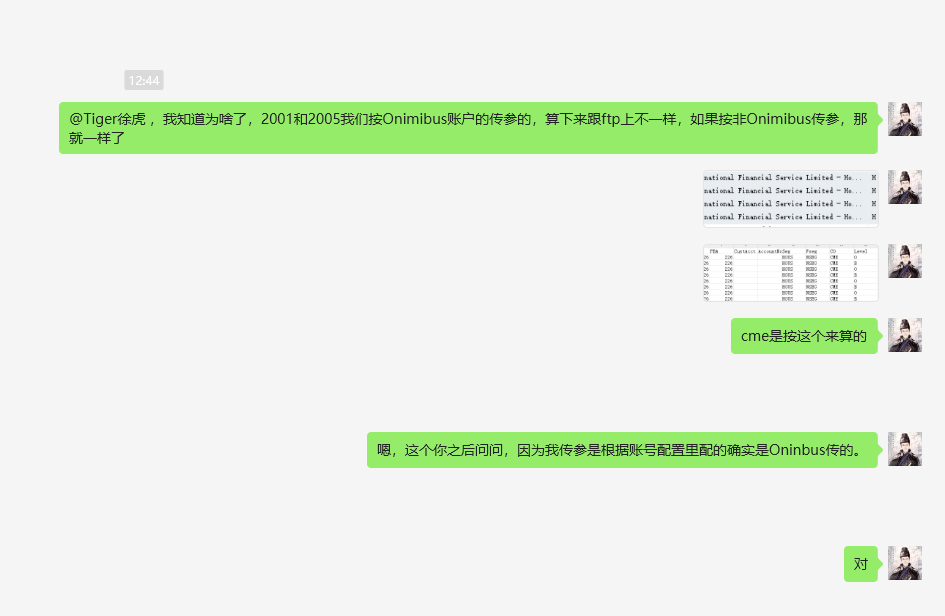 12:44
@Tiger徐虎 ，我知道为啥了，2001和2005我们按Onimibus账户的传参的，算下来跟ftp上不一样，如果按非Onimibus传参，那
就一样了
national Financial Service Limited - Ho... M
national Financial Service Limited - Ho... M
national Financial Service Limited - Ho... M
national Financial Service Limited - Ho... M
cme是按这个来算的
嗯，这个你之后问问，因为我传参是根据账号配置里配的确实是Oninbus传的。
对